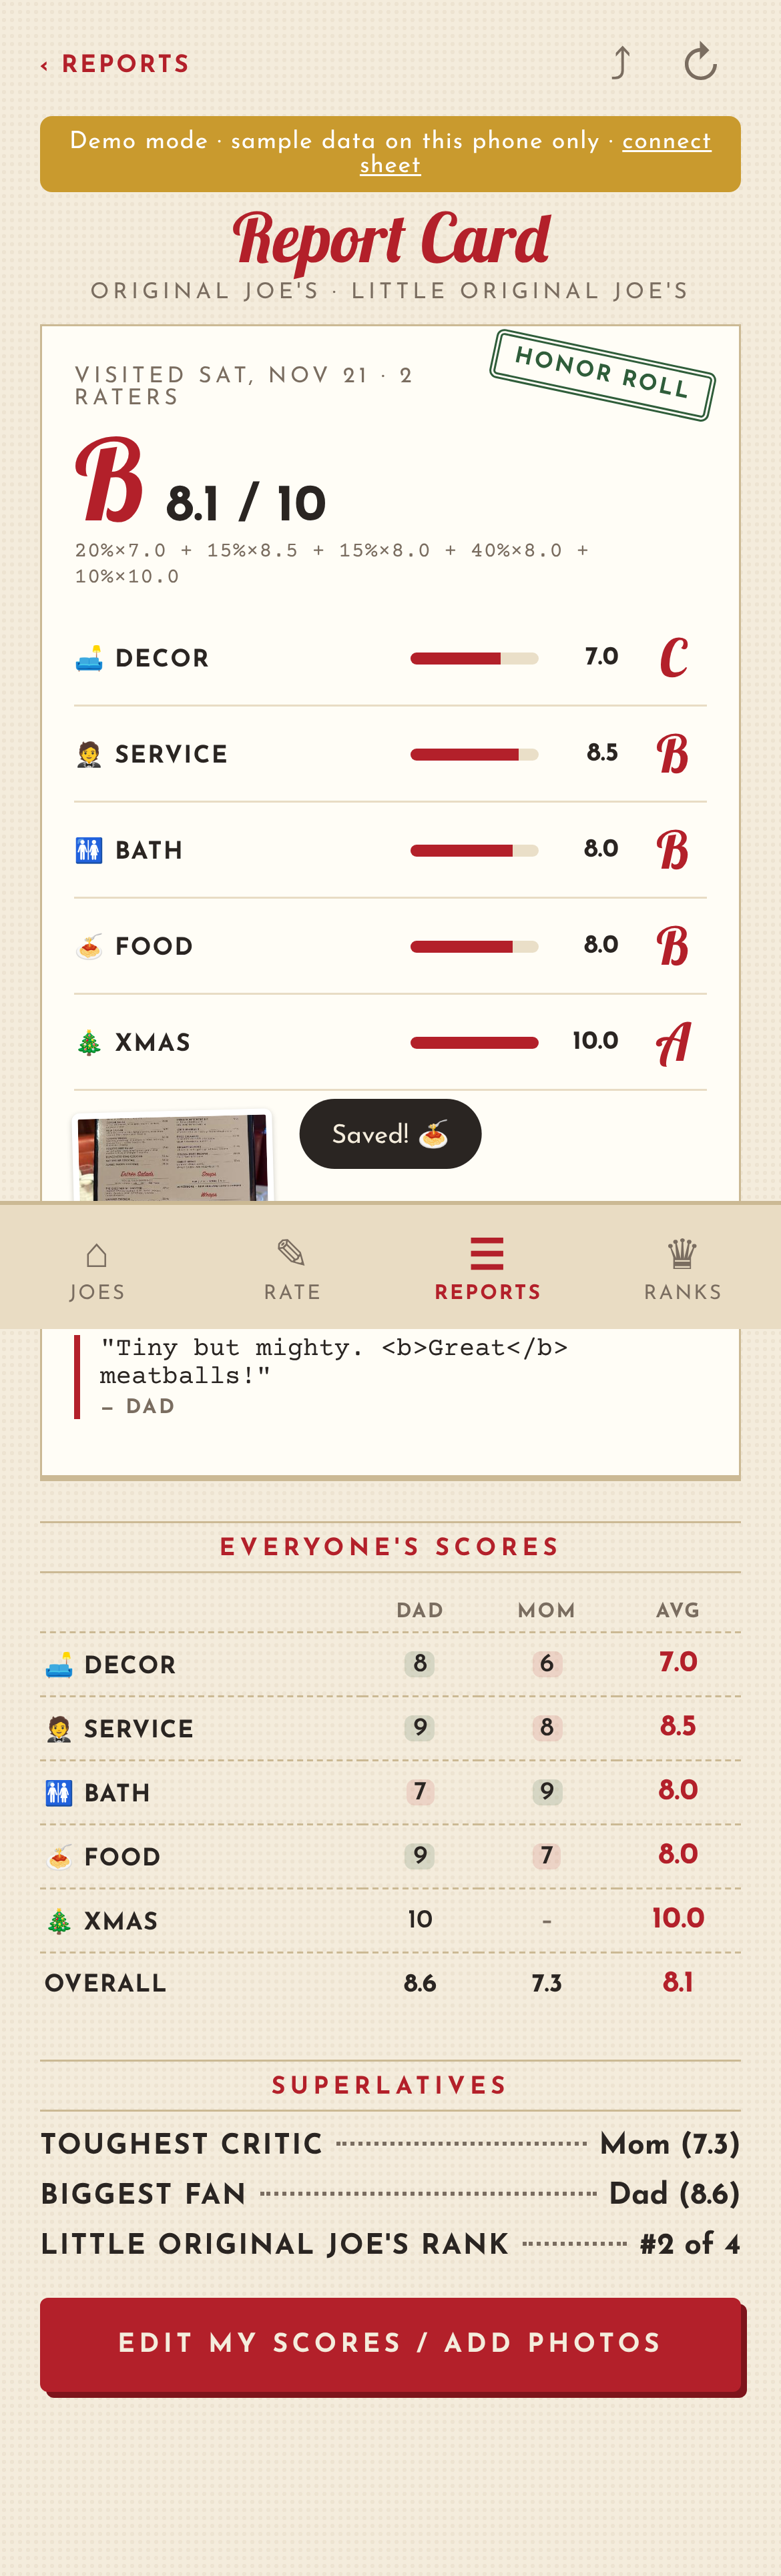 ‹ REPORTS
Demo mode · sample data on this phone only · connect
sheet
Report Card
ORIGINAL JOE'S · LITTLE ORIGINAL JOE'S
HONOR ROLL
VISITED SAT, NOV 21 · 2
RATERS
B 8.1 / 10
20%×7.0 + 15%×8.5 + 15%×8.0 + 40%×8.0 +
10%×10.0
DECOR 7.0 C
SERVICE 8.5 B
BATH 8.0 B
FOOD 8.0 B
XMAS 10.0 A
Saved!
Entrée Salads
Soups
Wraps
JOES RATE REPORTS RANKS
"Tiny but mighty. <b>Great</b>
meatballs!"
— DAD
EVERYONE'S SCORES
DAD MOM AVG
DECOR 8 6 7.0
SERVICE 9 8 8.5
BATH 7 9 8.0
FOOD 9 7 8.0
XMAS 10 – 10.0
OVERALL 8.6 7.3 8.1
SUPERLATIVES
TOUGHEST CRITIC Mom (7.3)
BIGGEST FAN Dad (8.6)
LITTLE ORIGINAL JOE'S RANK #2 of 4
EDIT MY SCORES / ADD PHOTOS